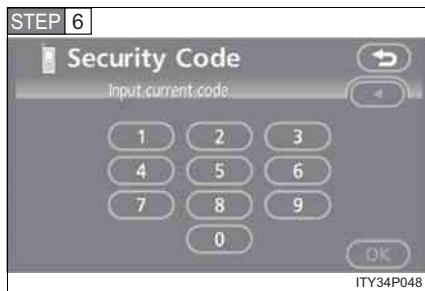 STEP 6
Security Code
Input current code
1 2 3
4 5 6
7 8 9
0
OK
ITY34P048